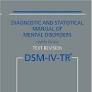 DIAGNOSTIC AND STATISTICAL
MANUAL OF
MENTAL DISORDERS
TEXT REVISION
DSM-IV-TR®